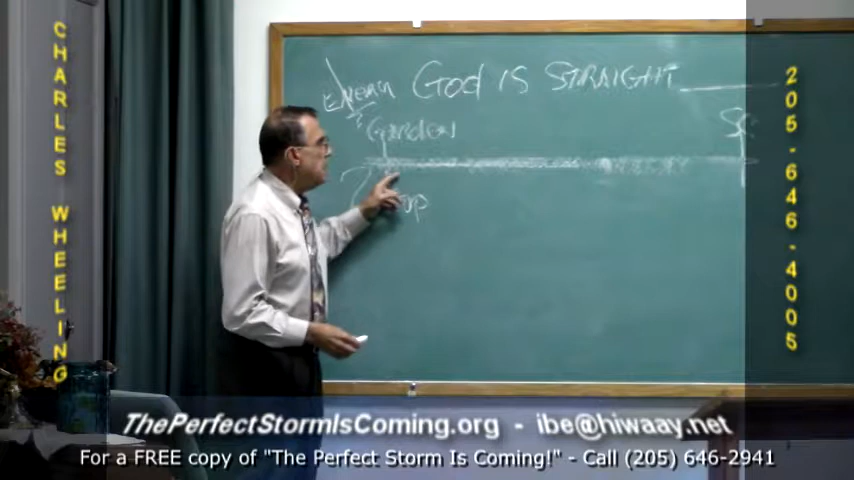 CHARLES WHEELING
GOD IS STRAIGHT
Garden
205-646-4005
ThePerfectStormIsComing.org - ibe@hiwaay.net
For a FREE copy of "The Perfect Storm Is Coming!" - Call (205) 646-2941